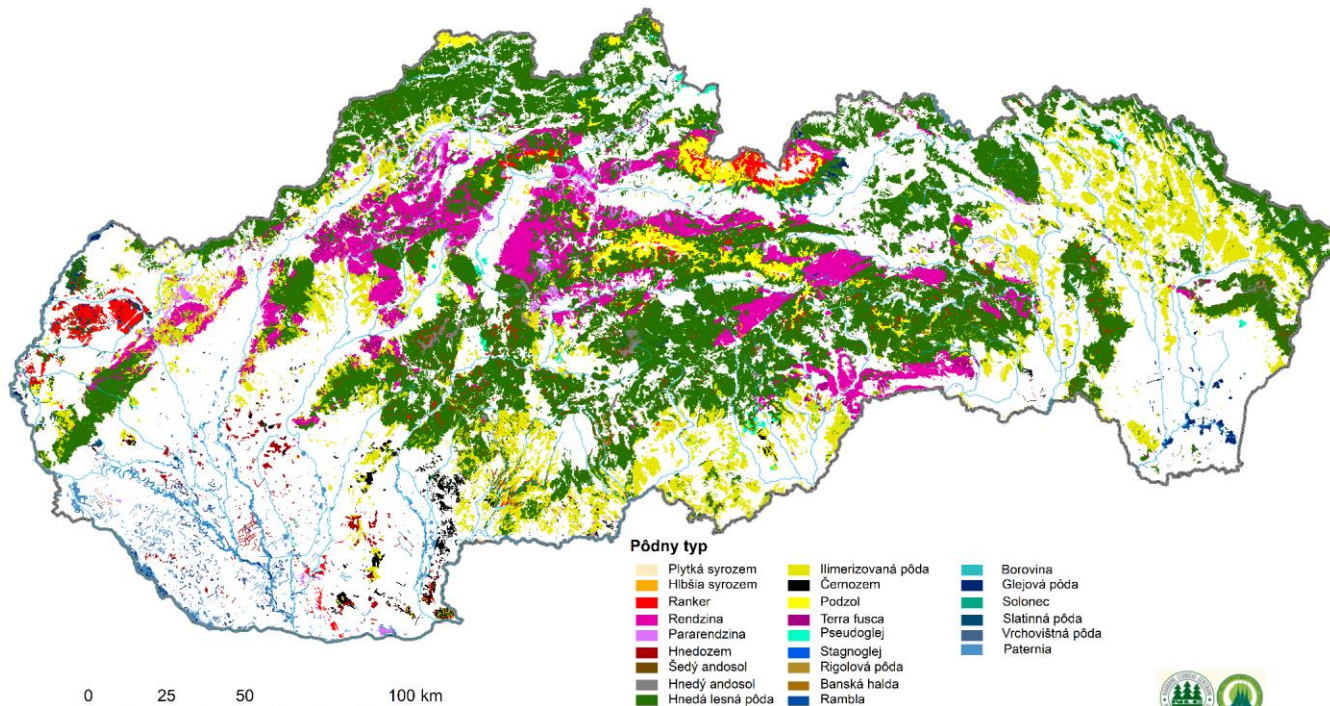 Pôdny typ
Plytká syrozem
Hlbšia syrozem
Ranker
Rendzina
Pararendzina
Hnedozem
Šedý andosol
Hnedý andosol
Hnedá lesná pôda
Ilimerizovaná pôda
Černozem
Podzol
Terra fusca
Pseudoglej
Stagnoglej
Rigolová pôda
Banská halda
Rambla
Borovina
Glejová pôda
Solonec
Slatinná pôda
Vrchovištná pôda
Paternia
0 25 50 100 km